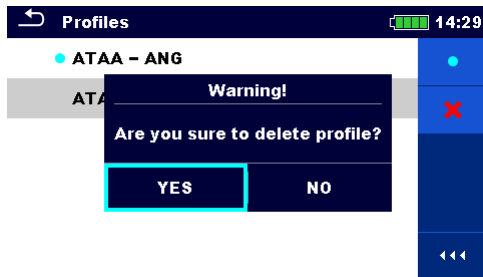 Profiles 14:29
ATAA – ANG
ATA
Warning!
Are you sure to delete profile?
YES NO